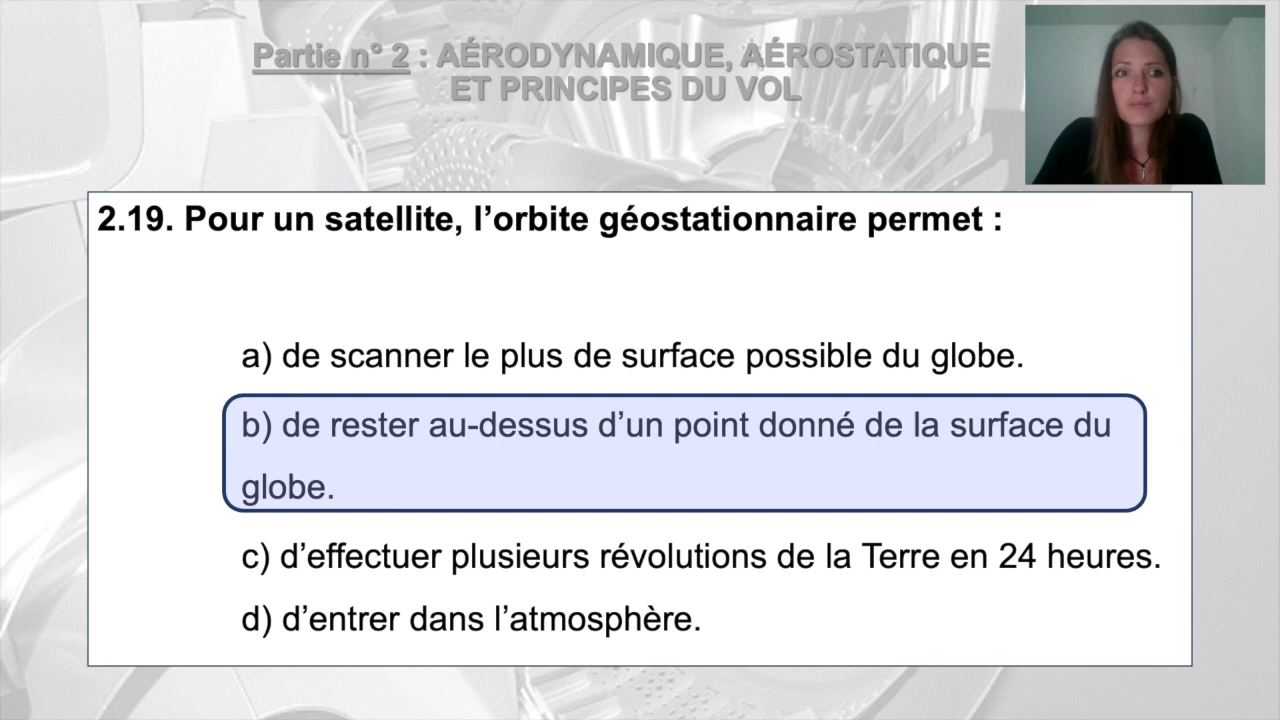 Partie n° 2 : AÉRODYNAMIQUE, AÉROSTATIQUE
ET PRINCIPES DU VOL
2.19. Pour un satellite, l’orbite géostationnaire permet :
a) de scanner le plus de surface possible du globe.
b) de rester au-dessus d’un point donné de la surface du
globe.
c) d’effectuer plusieurs révolutions de la Terre en 24 heures.
d) d’entrer dans l’atmosphère.